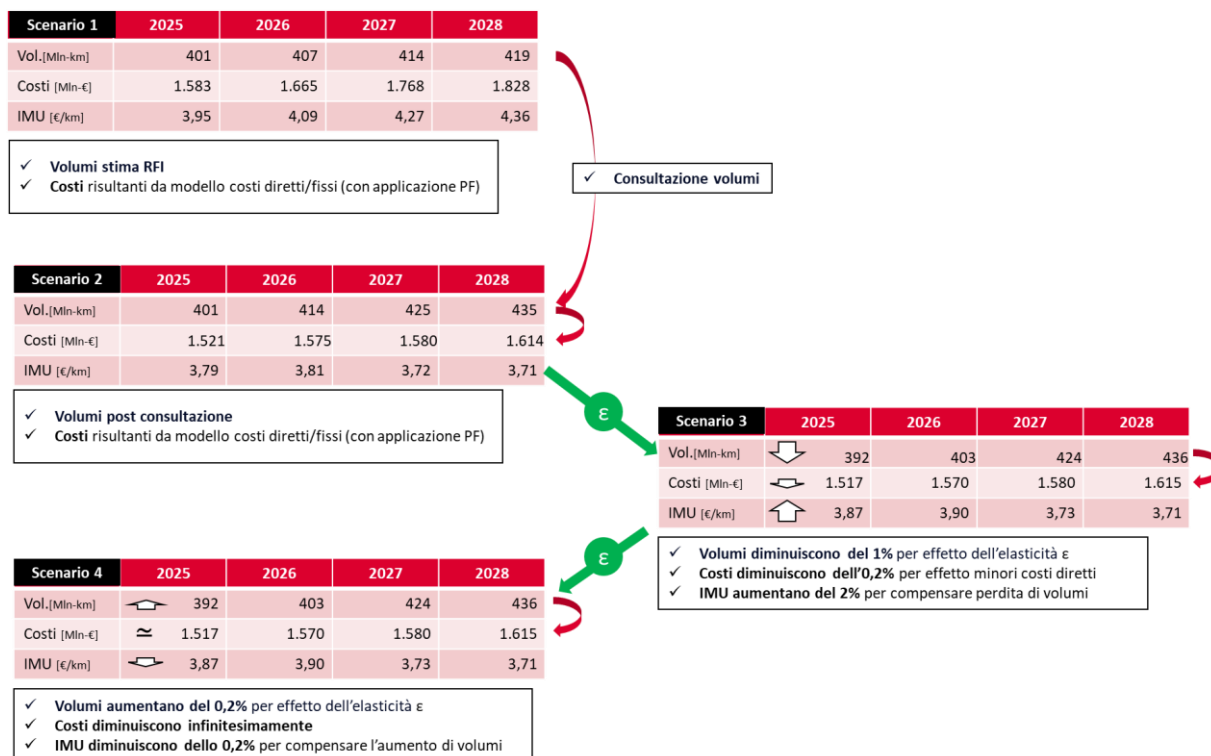 Scenario 1 2025 2026 2027 2028
Vol.[Mln-km] 401 407 414 419
Costi [Mln-€] 1.583 1.665 1.768 1.828
IMU [€/km] 3,95 4,09 4,27 4,36
✓ Volumi stima RFI
✓ Costi risultanti da modello costi diretti/fissi (con applicazione PF)
✓ Consultazione volumi
Scenario 2 2025 2026 2027 2028
Vol.[Mln-km] 401 414 425 435
Costi [Mln-€] 1.521 1.575 1.580 1.614
IMU [€/km] 3,79 3,81 3,72 3,71
✓ Volumi post consultazione
✓ Costi risultanti da modello costi diretti/fissi (con applicazione PF)
ε
Scenario 3 2025 2026 2027 2028
Vol.[Mln-km] 392 403 424 436
Costi [Mln-€] 1.517 1.570 1.580 1.615
IMU [€/km] 3,87 3,90 3,73 3,71
✓ Volumi diminuiscono del 1% per effetto dell'elasticità ε
✓ Costi diminuiscono dell'0,2% per effetto minori costi diretti
✓ IMU aumentano del 2% per compensare perdita di volumi
ε
Scenario 4 2025 2026 2027 2028
Vol.[Mln-km] 392 403 424 436
Costi [Mln-€] ≃ 1.517 1.570 1.580 1.615
IMU [€/km] 3,87 3,90 3,73 3,71
✓ Volumi aumentano del 0,2% per effetto dell'elasticità ε
✓ Costi diminuiscono infinitesimamente
✓ IMU diminuiscono dello 0,2% per compensare l'aumento di volumi